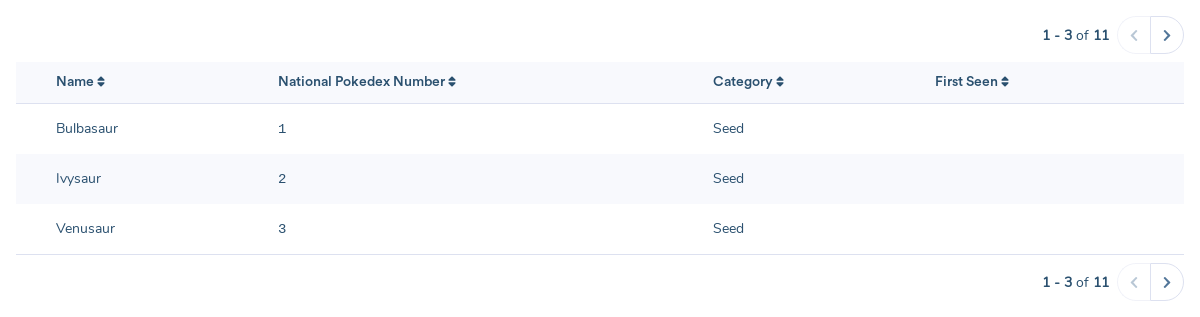 1 - 3 of 11
Name National Pokedex Number Category First Seen
Bulbasaur 1 Seed
Ivysaur 2 Seed
Venusaur 3 Seed
1 - 3 of 11